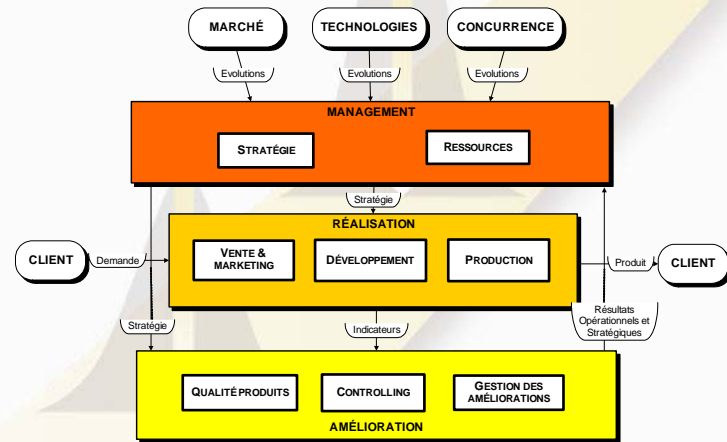 MARCHÉ
TECHNOLOGIES
CONCURRENCE
Evolutions
Evolutions
Evolutions
MANAGEMENT
STRATÉGIE
RESSOURCES
Stratégie
RÉALISATION
CLIENT
Demande
VENTE &
MARKETING
DÉVELOPPEMENT
PRODUCTION
Produit
CLIENT
Stratégie
Indicateurs
Résultats
Opérationnels et
Stratégiques
QUALITÉ PRODUITS
CONTROLLING
GESTION DES
AMÉLIORATIONS
AMÉLIORATION